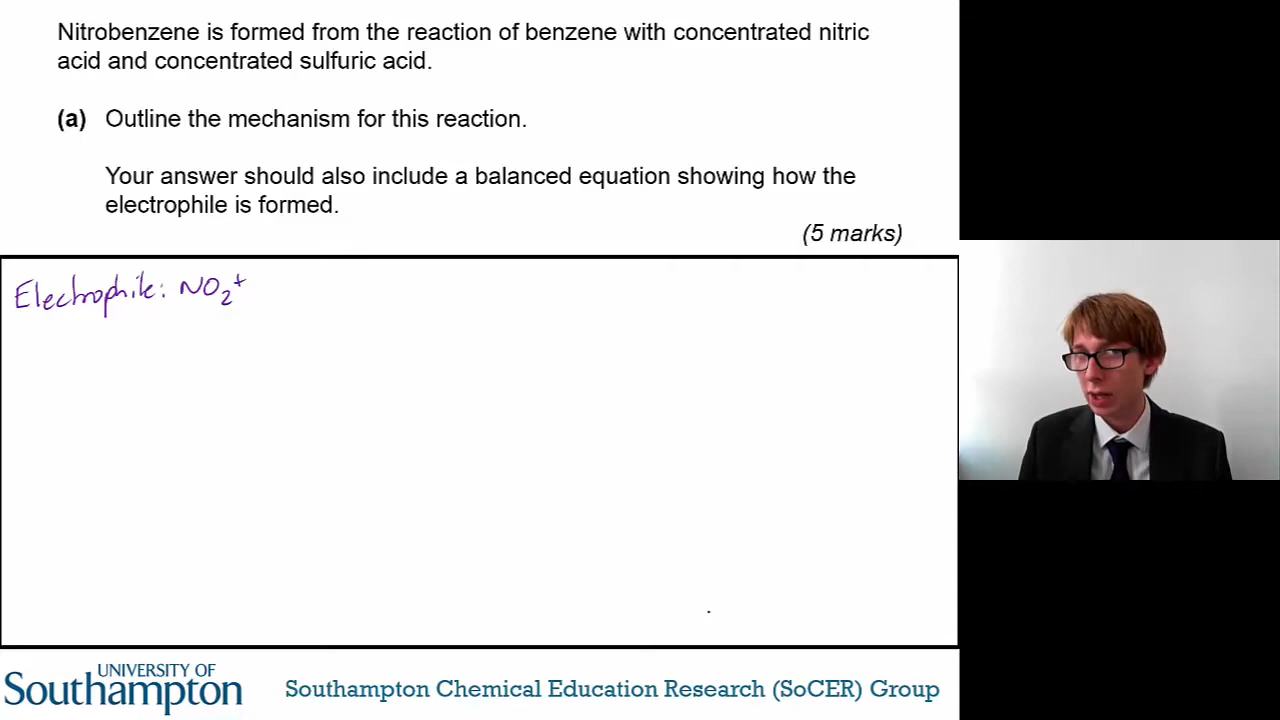 Nitrobenzene is formed from the reaction of benzene with concentrated nitric
acid and concentrated sulfuric acid.
(a) Outline the mechanism for this reaction.
Your answer should also include a balanced equation showing how the
electrophile is formed.
(5 marks)
Electrophile: NO₂⁺
UNIVERSITY OF
Southampton
Southampton Chemical Education Research (SoCER) Group